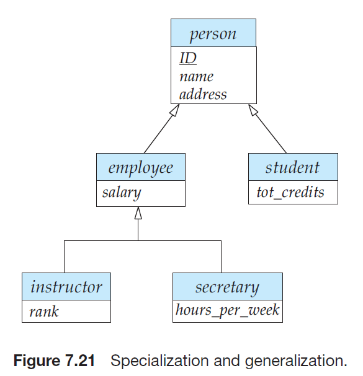 person
ID
name
address
employee
salary
student
tot_credits
instructor
rank
secretary
hours_per_week
Figure 7.21 Specialization and generalization.